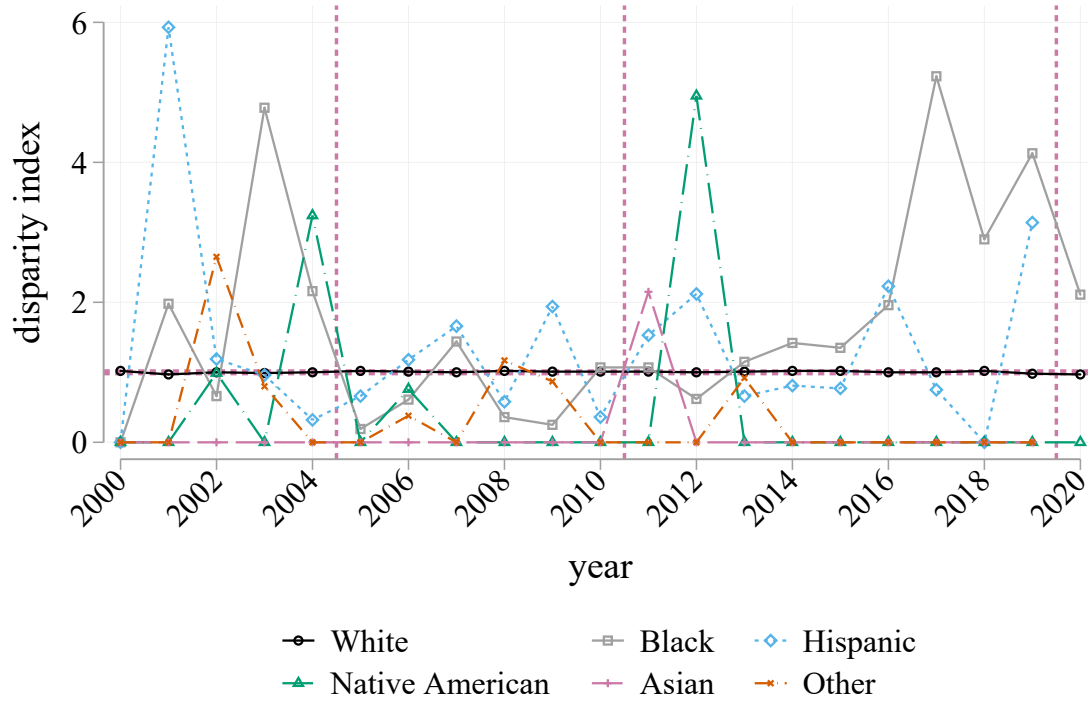 6
4
2
0
disparity index
2000 2002 2004 2006 2008 2010 2012 2014 2016 2018 2020
year
White Black Hispanic
Native American Asian Other